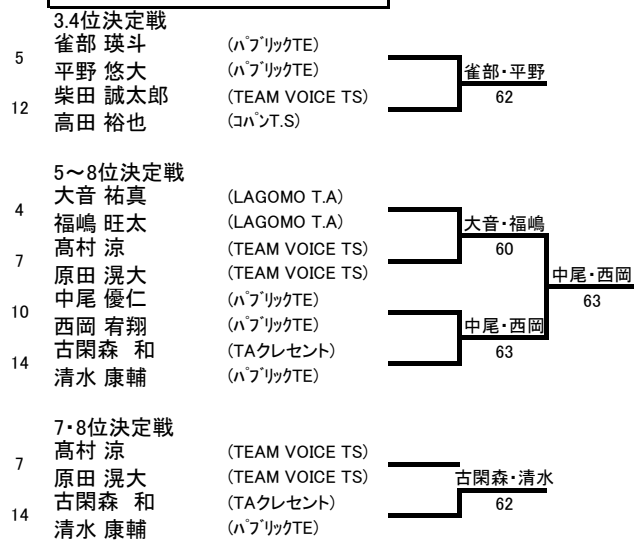 3.4位決定戦
5 雀部 瑛斗 (ﾊﾟﾌﾞﾘｯｸTE)
平野 悠大 (ﾊﾟﾌﾞﾘｯｸTE) 雀部・平野
12 柴田 誠太郎 (TEAM VOICE TS) 62
高田 裕也 (ｺﾊﾟﾝT.S)
5～8位決定戦
4 大音 祐真 (LAGOMO T.A)
福嶋 旺太 (LAGOMO T.A) 大音・福嶋
7 髙村 涼 (TEAM VOICE TS) 60
原田 滉大 (TEAM VOICE TS) 中尾・西岡
10 中尾 優仁 (ﾊﾟﾌﾞﾘｯｸTE) 63
西岡 宥翔 (ﾊﾟﾌﾞﾘｯｸTE) 中尾・西岡
14 古閑森 和 (TAクレセント) 63
清水 康輔 (ﾊﾟﾌﾞﾘｯｸTE)
7・8位決定戦
7 髙村 涼 (TEAM VOICE TS)
原田 滉大 (TEAM VOICE TS) 古閑森・清水
14 古閑森 和 (TAクレセント) 62
清水 康輔 (ﾊﾟﾌﾞﾘｯｸTE)